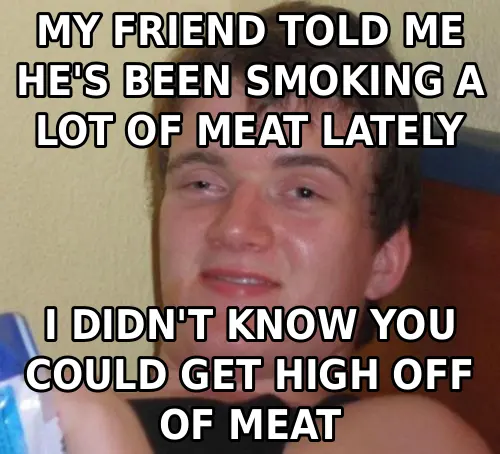 MY FRIEND TOLD ME
HE'S BEEN SMOKING A
LOT OF MEAT LATELY
I DIDN'T KNOW YOU
COULD GET HIGH OFF
OF MEAT